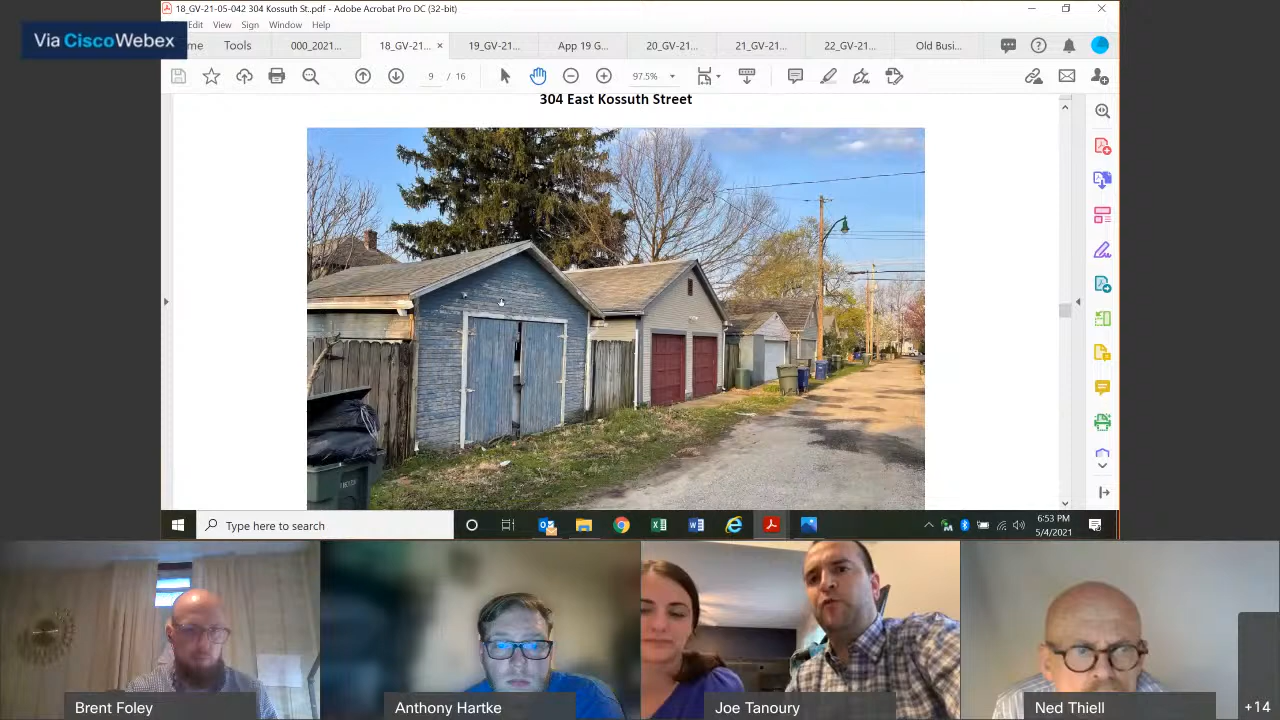 18_GV-21-05-042 304 Kossuth St..pdf - Adobe Acrobat Pro DC (32-bit)
Via Cisco Webex
Edit View Sign Window Help
me Tools 000_2021... 18_GV-21... × 19_GV-21... App 19 G... 20_GV-21... 21_GV-21... 22_GV-21... Old Busi...
9 / 16 97.5%
304 East Kossuth Street
Type here to search
6:53 PM
5/4/2021
Brent Foley
Anthony Hartke
Joe Tanoury
Ned Thiell
+14